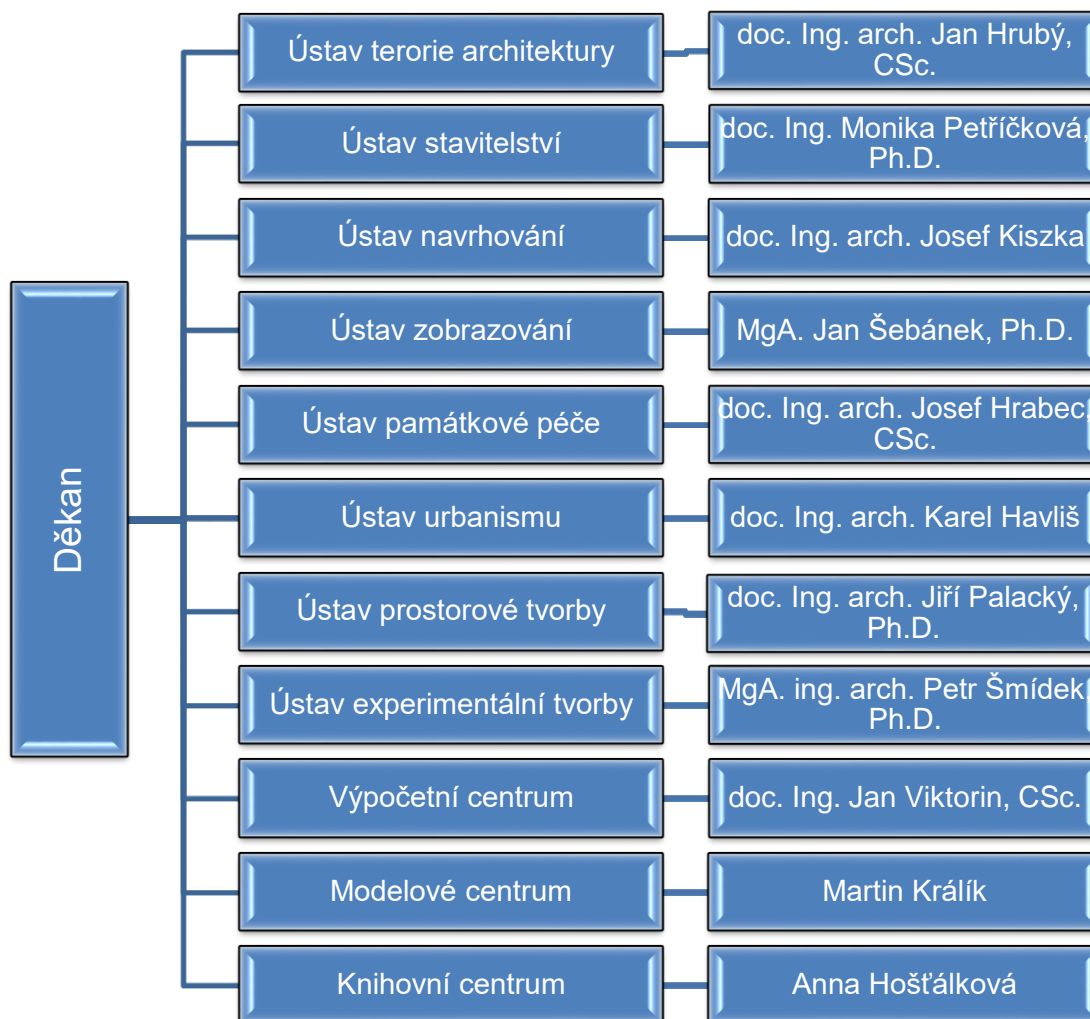 Děkan
Ústav terorie architektury
doc. Ing. arch. Jan Hrubý,
CSc.
Ústav stavitelství
doc. Ing. Monika Petříčková,
Ph.D.
Ústav navrhování
doc. Ing. arch. Josef Kiszka
Ústav zobrazování
MgA. Jan Šebánek, Ph.D.
Ústav památkové péče
doc. Ing. arch. Josef Hrabec,
CSc.
Ústav urbanismu
doc. Ing. arch. Karel Havliš
Ústav prostorové tvorby
doc. Ing. arch. Jiří Palacký,
Ph.D.
Ústav experimentální tvorby
MgA. ing. arch. Petr Šmídek,
Ph.D.
Výpočetní centrum
doc. Ing. Jan Viktorin, CSc.
Modelové centrum
Martin Králík
Knihovní centrum
Anna Hošťálková